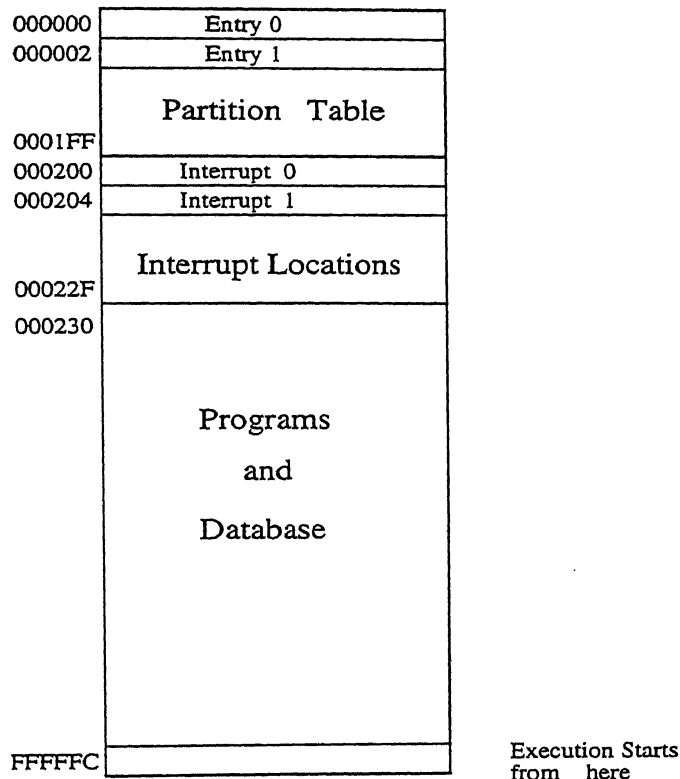 000000 Entry 0
000002 Entry 1
Partition Table
0001FF
000200 Interrupt 0
000204 Interrupt 1
Interrupt Locations
00022F
000230
Programs
and
Database
FFFFFC
Execution Starts
from here